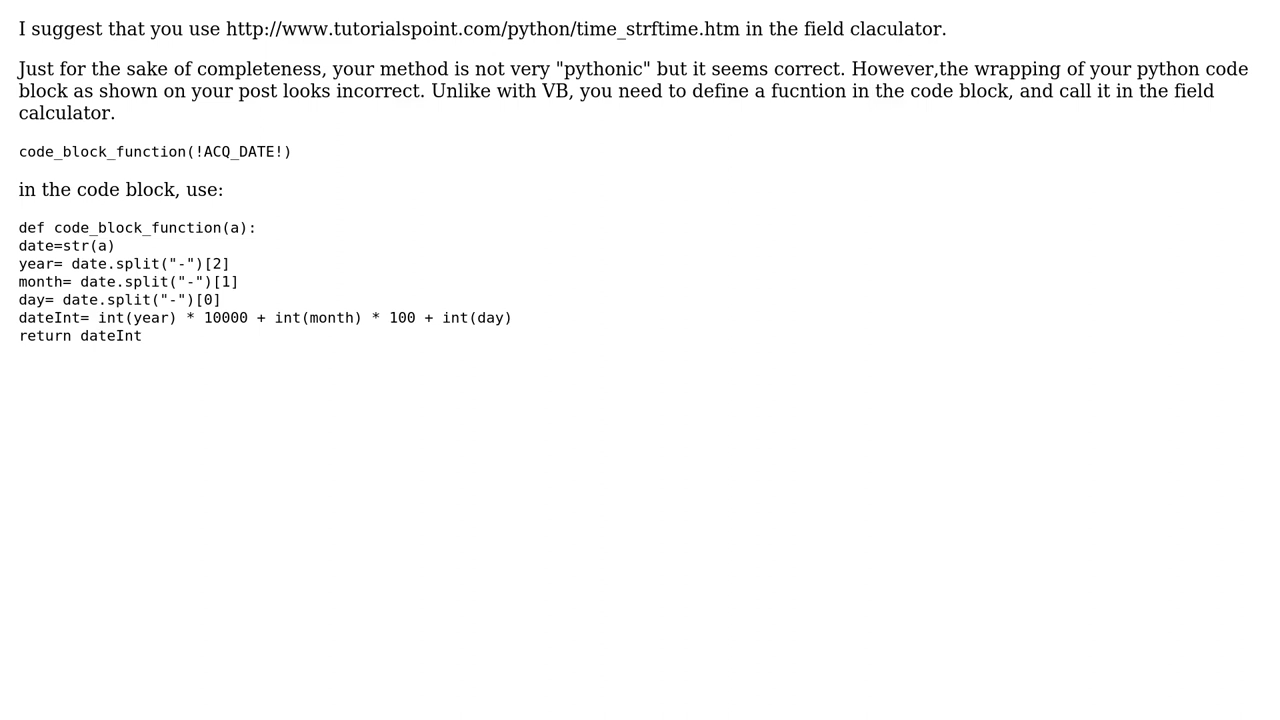 I suggest that you use http://www.tutorialspoint.com/python/time_strftime.htm in the field claculator.
Just for the sake of completeness, your method is not very "pythonic" but it seems correct. However,the wrapping of your python code
block as shown on your post looks incorrect. Unlike with VB, you need to define a fucntion in the code block, and call it in the field
calculator.
code_block_function(!ACQ_DATE!)
in the code block, use:
def code_block_function(a):
date=str(a)
year= date.split("-")[2]
month= date.split("-")[1]
day= date.split("-")[0]
dateInt= int(year) * 10000 + int(month) * 100 + int(day)
return dateInt